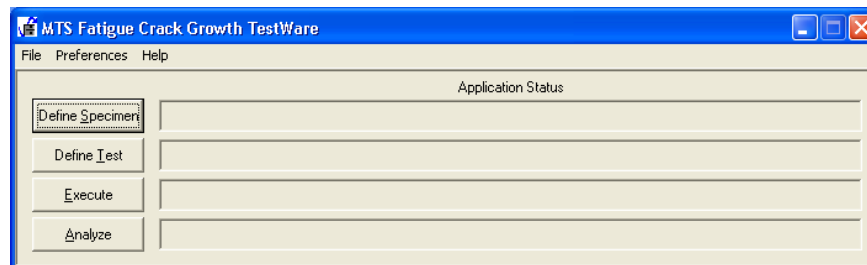 MTS Fatigue Crack Growth TestWare
File Preferences Help
Application Status
Define Specimen
Define Test
Execute
Analyze